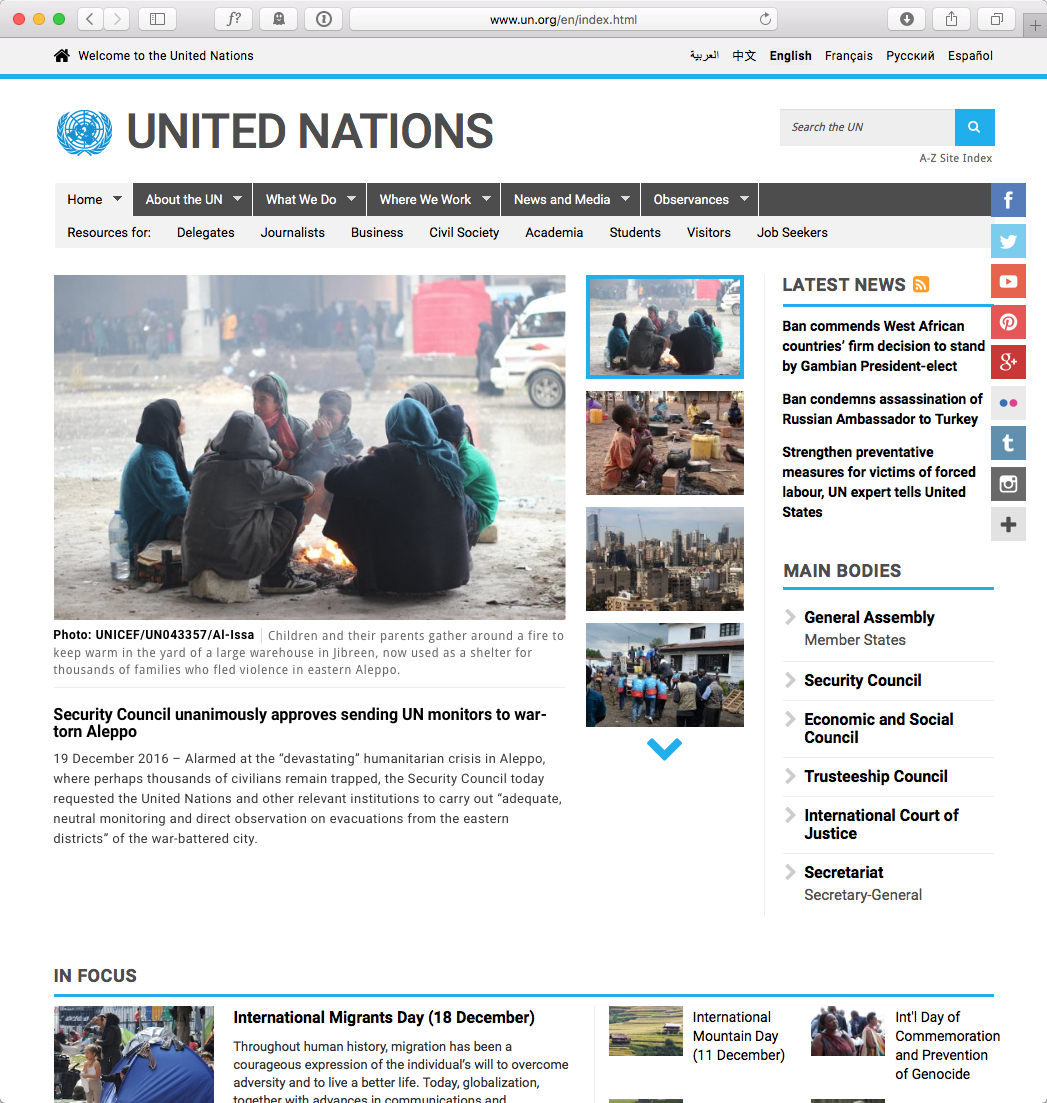 www.un.org/en/index.html
Welcome to the United Nations
العربية 中文 English Français Русский Español
UNITED NATIONS
Search the UN
A-Z Site Index
Home About the UN What We Do Where We Work News and Media Observances
Resources for: Delegates Journalists Business Civil Society Academia Students Visitors Job Seekers
Photo: UNICEF/UN043357/Al-Issa Children and their parents gather around a fire to
keep warm in the yard of a large warehouse in Jibreen, now used as a shelter for
thousands of families who fled violence in eastern Aleppo.
Security Council unanimously approves sending UN monitors to war-
torn Aleppo
19 December 2016 – Alarmed at the “devastating” humanitarian crisis in Aleppo,
where perhaps thousands of civilians remain trapped, the Security Council today
requested the United Nations and other relevant institutions to carry out “adequate,
neutral monitoring and direct observation on evacuations from the eastern
districts” of the war-battered city.
LATEST NEWS
Ban commends West African
countries’ firm decision to stand
by Gambian President-elect
Ban condemns assassination of
Russian Ambassador to Turkey
Strengthen preventative
measures for victims of forced
labour, UN expert tells United
States
MAIN BODIES
General Assembly
Member States
Security Council
Economic and Social
Council
Trusteeship Council
International Court of
Justice
Secretariat
Secretary-General
IN FOCUS
International Migrants Day (18 December)
Throughout human history, migration has been a
courageous expression of the individual’s will to overcome
adversity and to live a better life. Today, globalization,
together with advances in communications and
International
Mountain Day
(11 December)
Int'l Day of
Commemoration
and Prevention
of Genocide